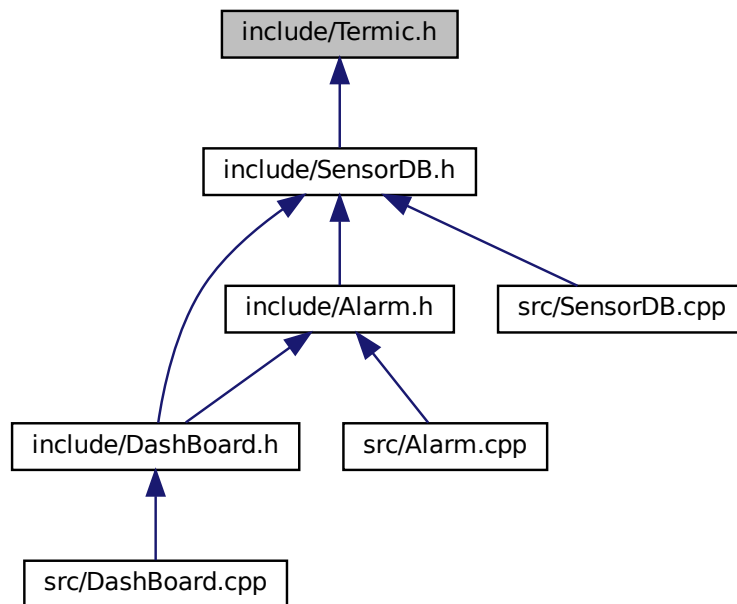 include/Termic.h
include/SensorDB.h
include/Alarm.h
src/SensorDB.cpp
include/DashBoard.h
src/Alarm.cpp
src/DashBoard.cpp